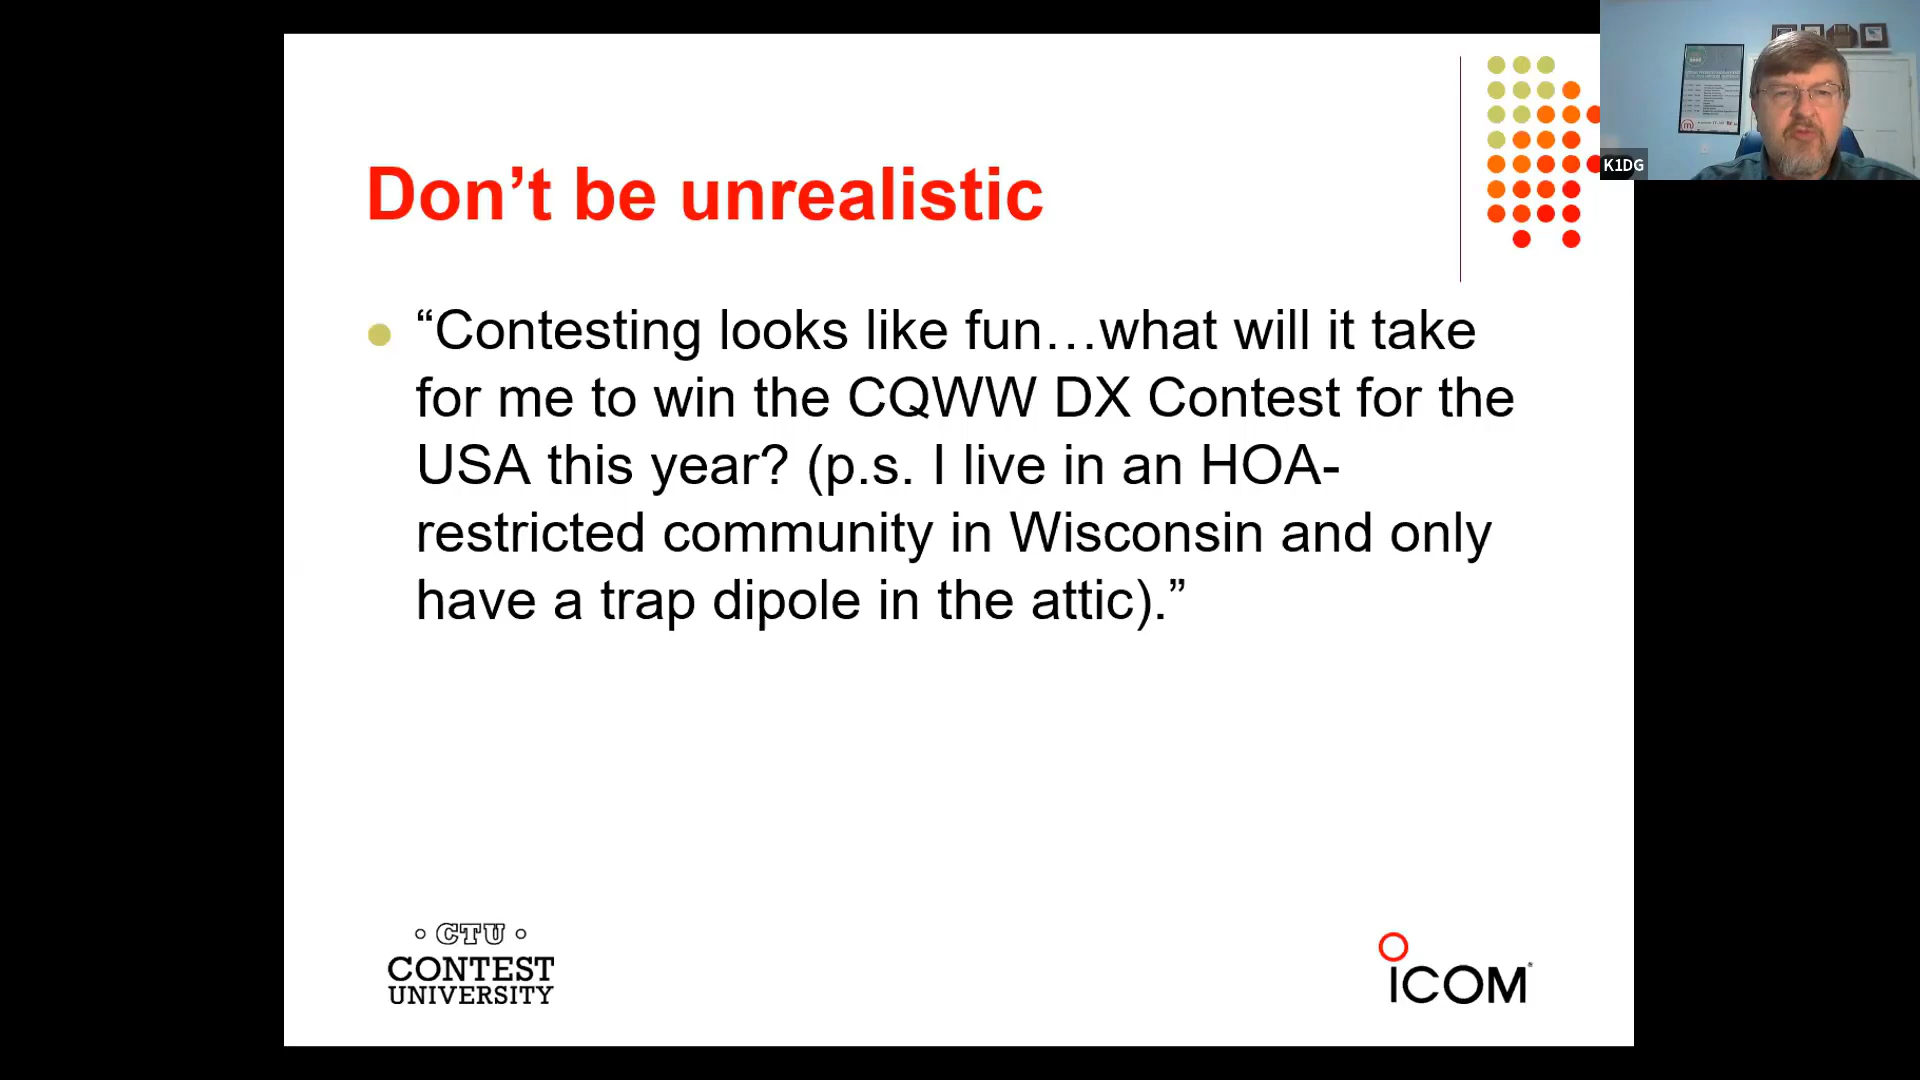 Don’t be unrealistic
“Contesting looks like fun…what will it take
for me to win the CQWW DX Contest for the
USA this year? (p.s. I live in an HOA-
restricted community in Wisconsin and only
have a trap dipole in the attic).”
K1DG
CTU
CONTEST
UNIVERSITY
ICOM